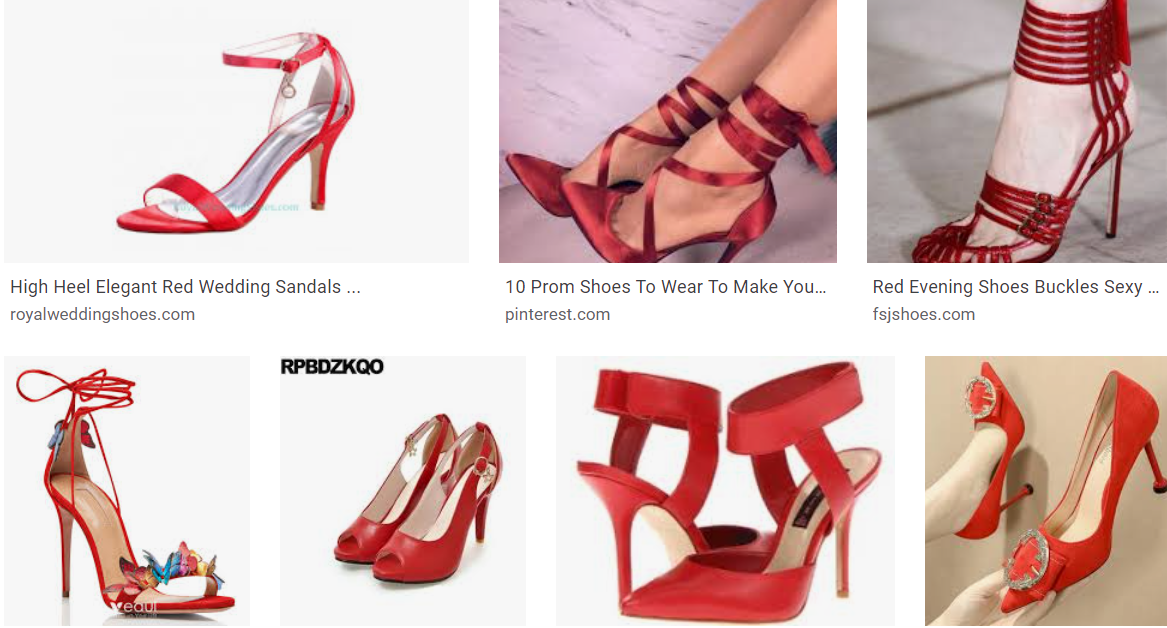 High Heel Elegant Red Wedding Sandals ...
royalweddingshoes.com
10 Prom Shoes To Wear To Make You...
pinterest.com
Red Evening Shoes Buckles Sexy ...
fsjshoes.com
RPBDZKQO